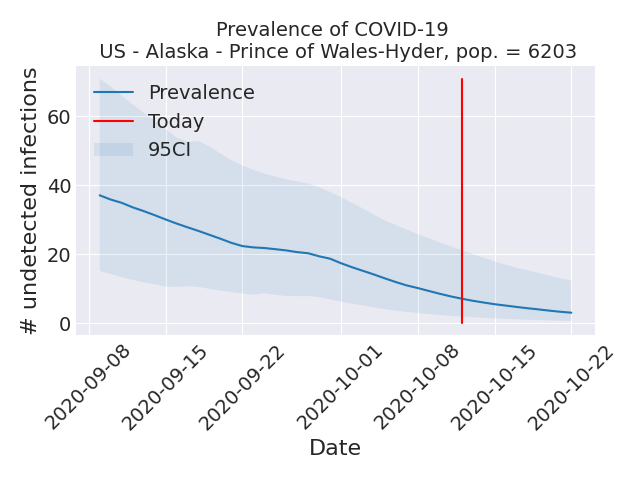 Prevalence of COVID-19
US - Alaska - Prince of Wales-Hyder, pop. = 6203
# undetected infections
60
40
20
0
Prevalence
Today
95CI
2020-09-08
2020-09-15
2020-09-22
2020-10-01
2020-10-08
2020-10-15
2020-10-22
Date